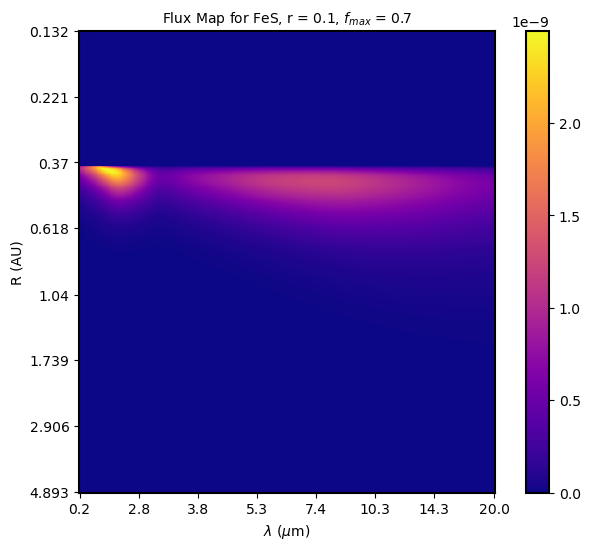 Flux Map for FeS, r = 0.1, f_max = 0.7
1e−9
0.132
0.221
0.37
0.618
1.04
1.739
2.906
4.893
R (AU)
0.2 2.8 3.8 5.3 7.4 10.3 14.3 20.0
λ (μm)
2.0
1.5
1.0
0.5
0.0